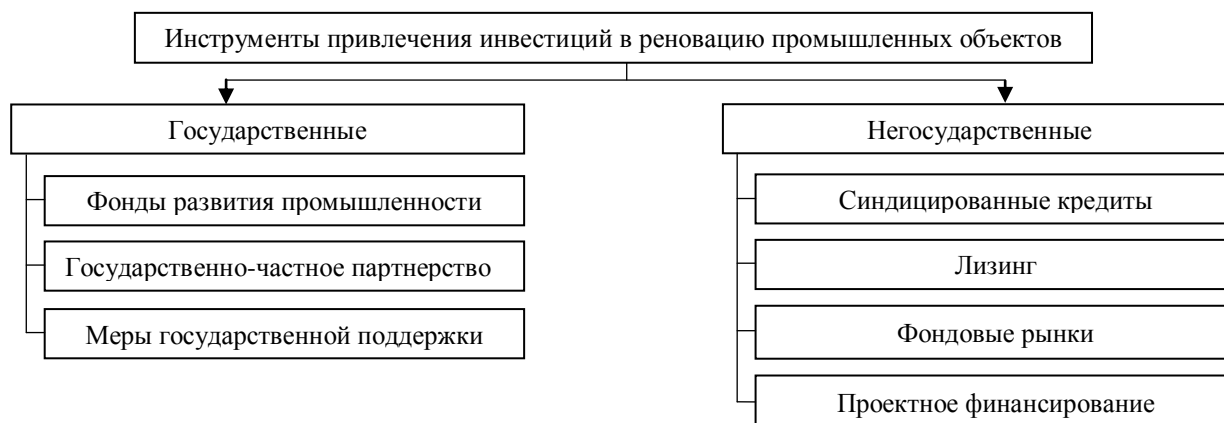 Инструменты привлечения инвестиций в реновацию промышленных объектов
Государственные
Фонды развития промышленности
Государственно-частное партнерство
Меры государственной поддержки
Негосударственные
Синдицированные кредиты
Лизинг
Фондовые рынки
Проектное финансирование